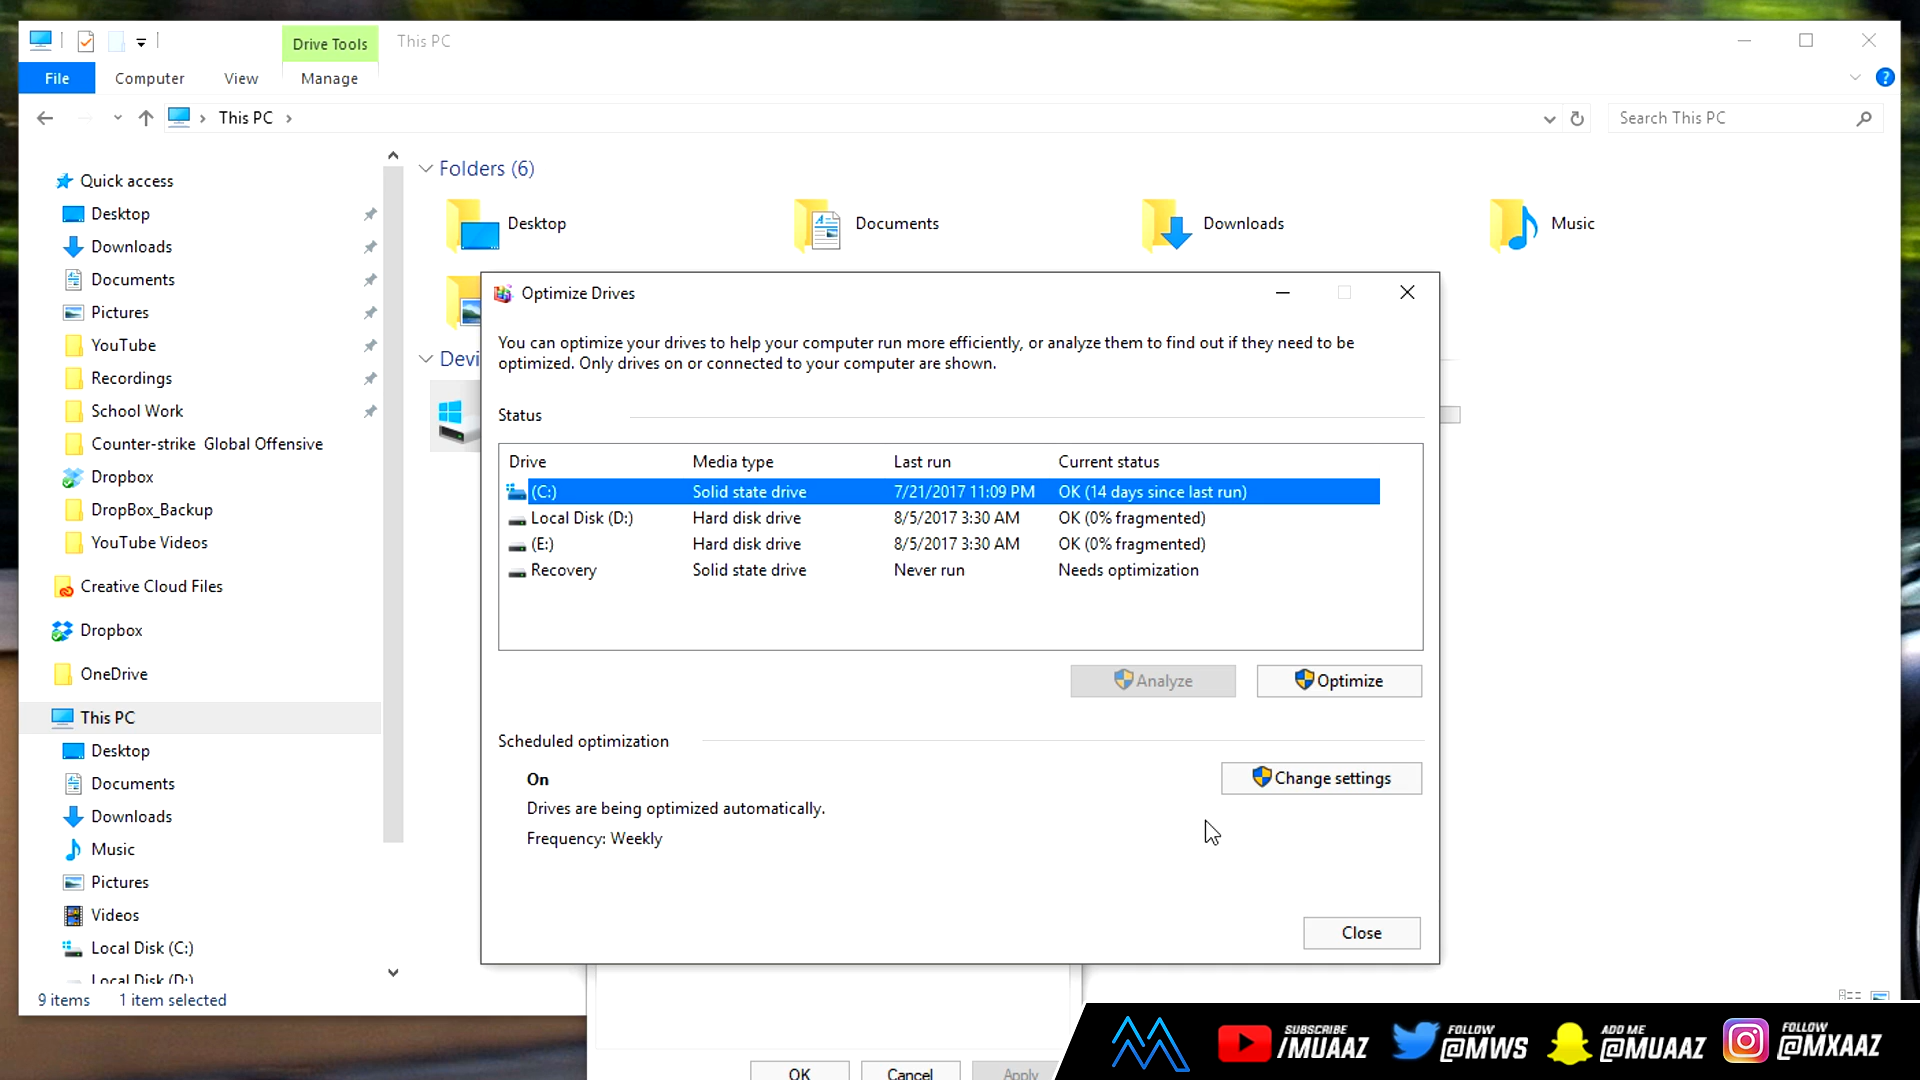 Drive Tools
This PC
File
Computer
View
Manage
This PC
Search This PC
Quick access
Desktop
Downloads
Documents
Pictures
YouTube
Recordings
School Work
Counter-strike Global Offensive
Dropbox
DropBox_Backup
YouTube Videos
Creative Cloud Files
Dropbox
OneDrive
This PC
Desktop
Documents
Downloads
Music
Pictures
Videos
Local Disk (C:)
Local Disk (D:)
9 items
1 item selected
Folders (6)
Desktop
Documents
Downloads
Music
Devi
Optimize Drives
You can optimize your drives to help your computer run more efficiently, or analyze them to find out if they need to be
optimized. Only drives on or connected to your computer are shown.
Status
Drive Media type Last run Current status
(C:) Solid state drive 7/21/2017 11:09 PM OK (14 days since last run)
Local Disk (D:) Hard disk drive 8/5/2017 3:30 AM OK (0% fragmented)
(E:) Hard disk drive 8/5/2017 3:30 AM OK (0% fragmented)
Recovery Solid state drive Never run Needs optimization
Analyze
Optimize
Scheduled optimization
On
Change settings
Drives are being optimized automatically.
Frequency: Weekly
Close
OK
Cancel
Apply
SUBSCRIBE
/MUAAZ
FOLLOW
@MWS
ADD ME
@MUAAZ
FOLLOW
@MXAAZ